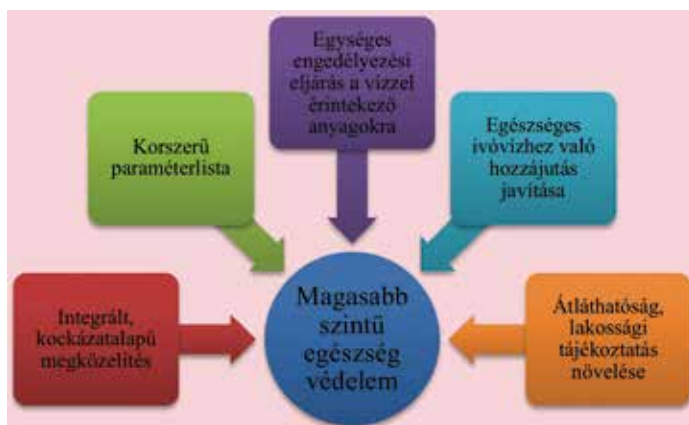 Egységes
engedélyezési
eljárás a vízzel
érintekező
anyagokra
Korszerű
paraméterlista
Egészséges
ivóvízhez való
hozzájutás
javítása
Integrált,
kockázatalapú
megközelítés
Magasabb
szintű
egészség
védelem
Átláthatóság,
lakossági
tájékoztatás
növelése